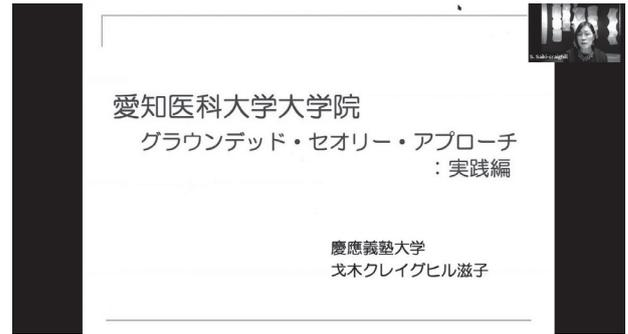 愛知医科大学大学院
グラウンデッド・セオリー・アプローチ
：実践編
慶應義塾大学
戈木クレイグヒル滋子
S. Saiki-craighill